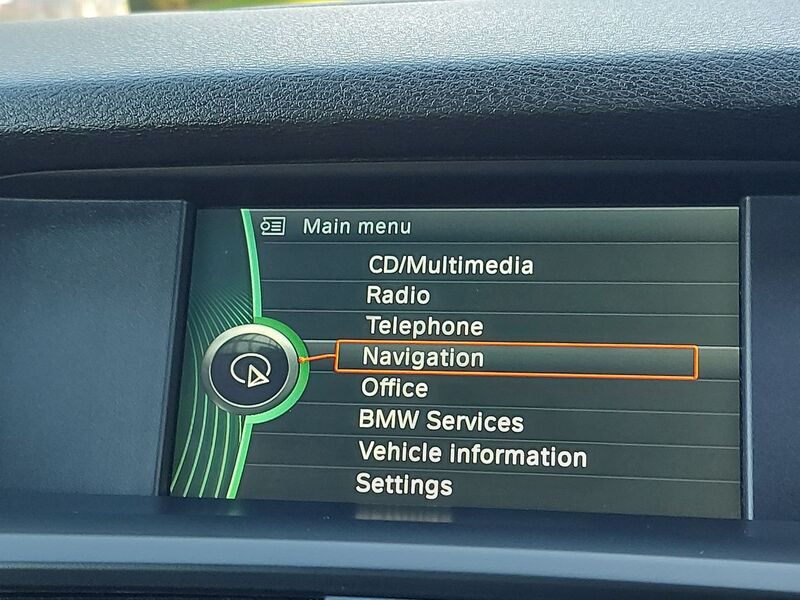 Main menu
CD/Multimedia
Radio
Telephone
Navigation
Office
BMW Services
Vehicle information
Settings